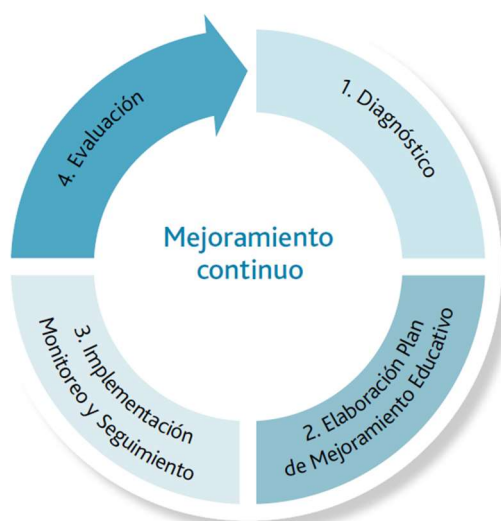 1. Diagnóstico
2. Elaboración Plan
de Mejoramiento Educativo
3. Implementación
Monitoreo y Seguimiento
4. Evaluación
Mejoramiento
continuo